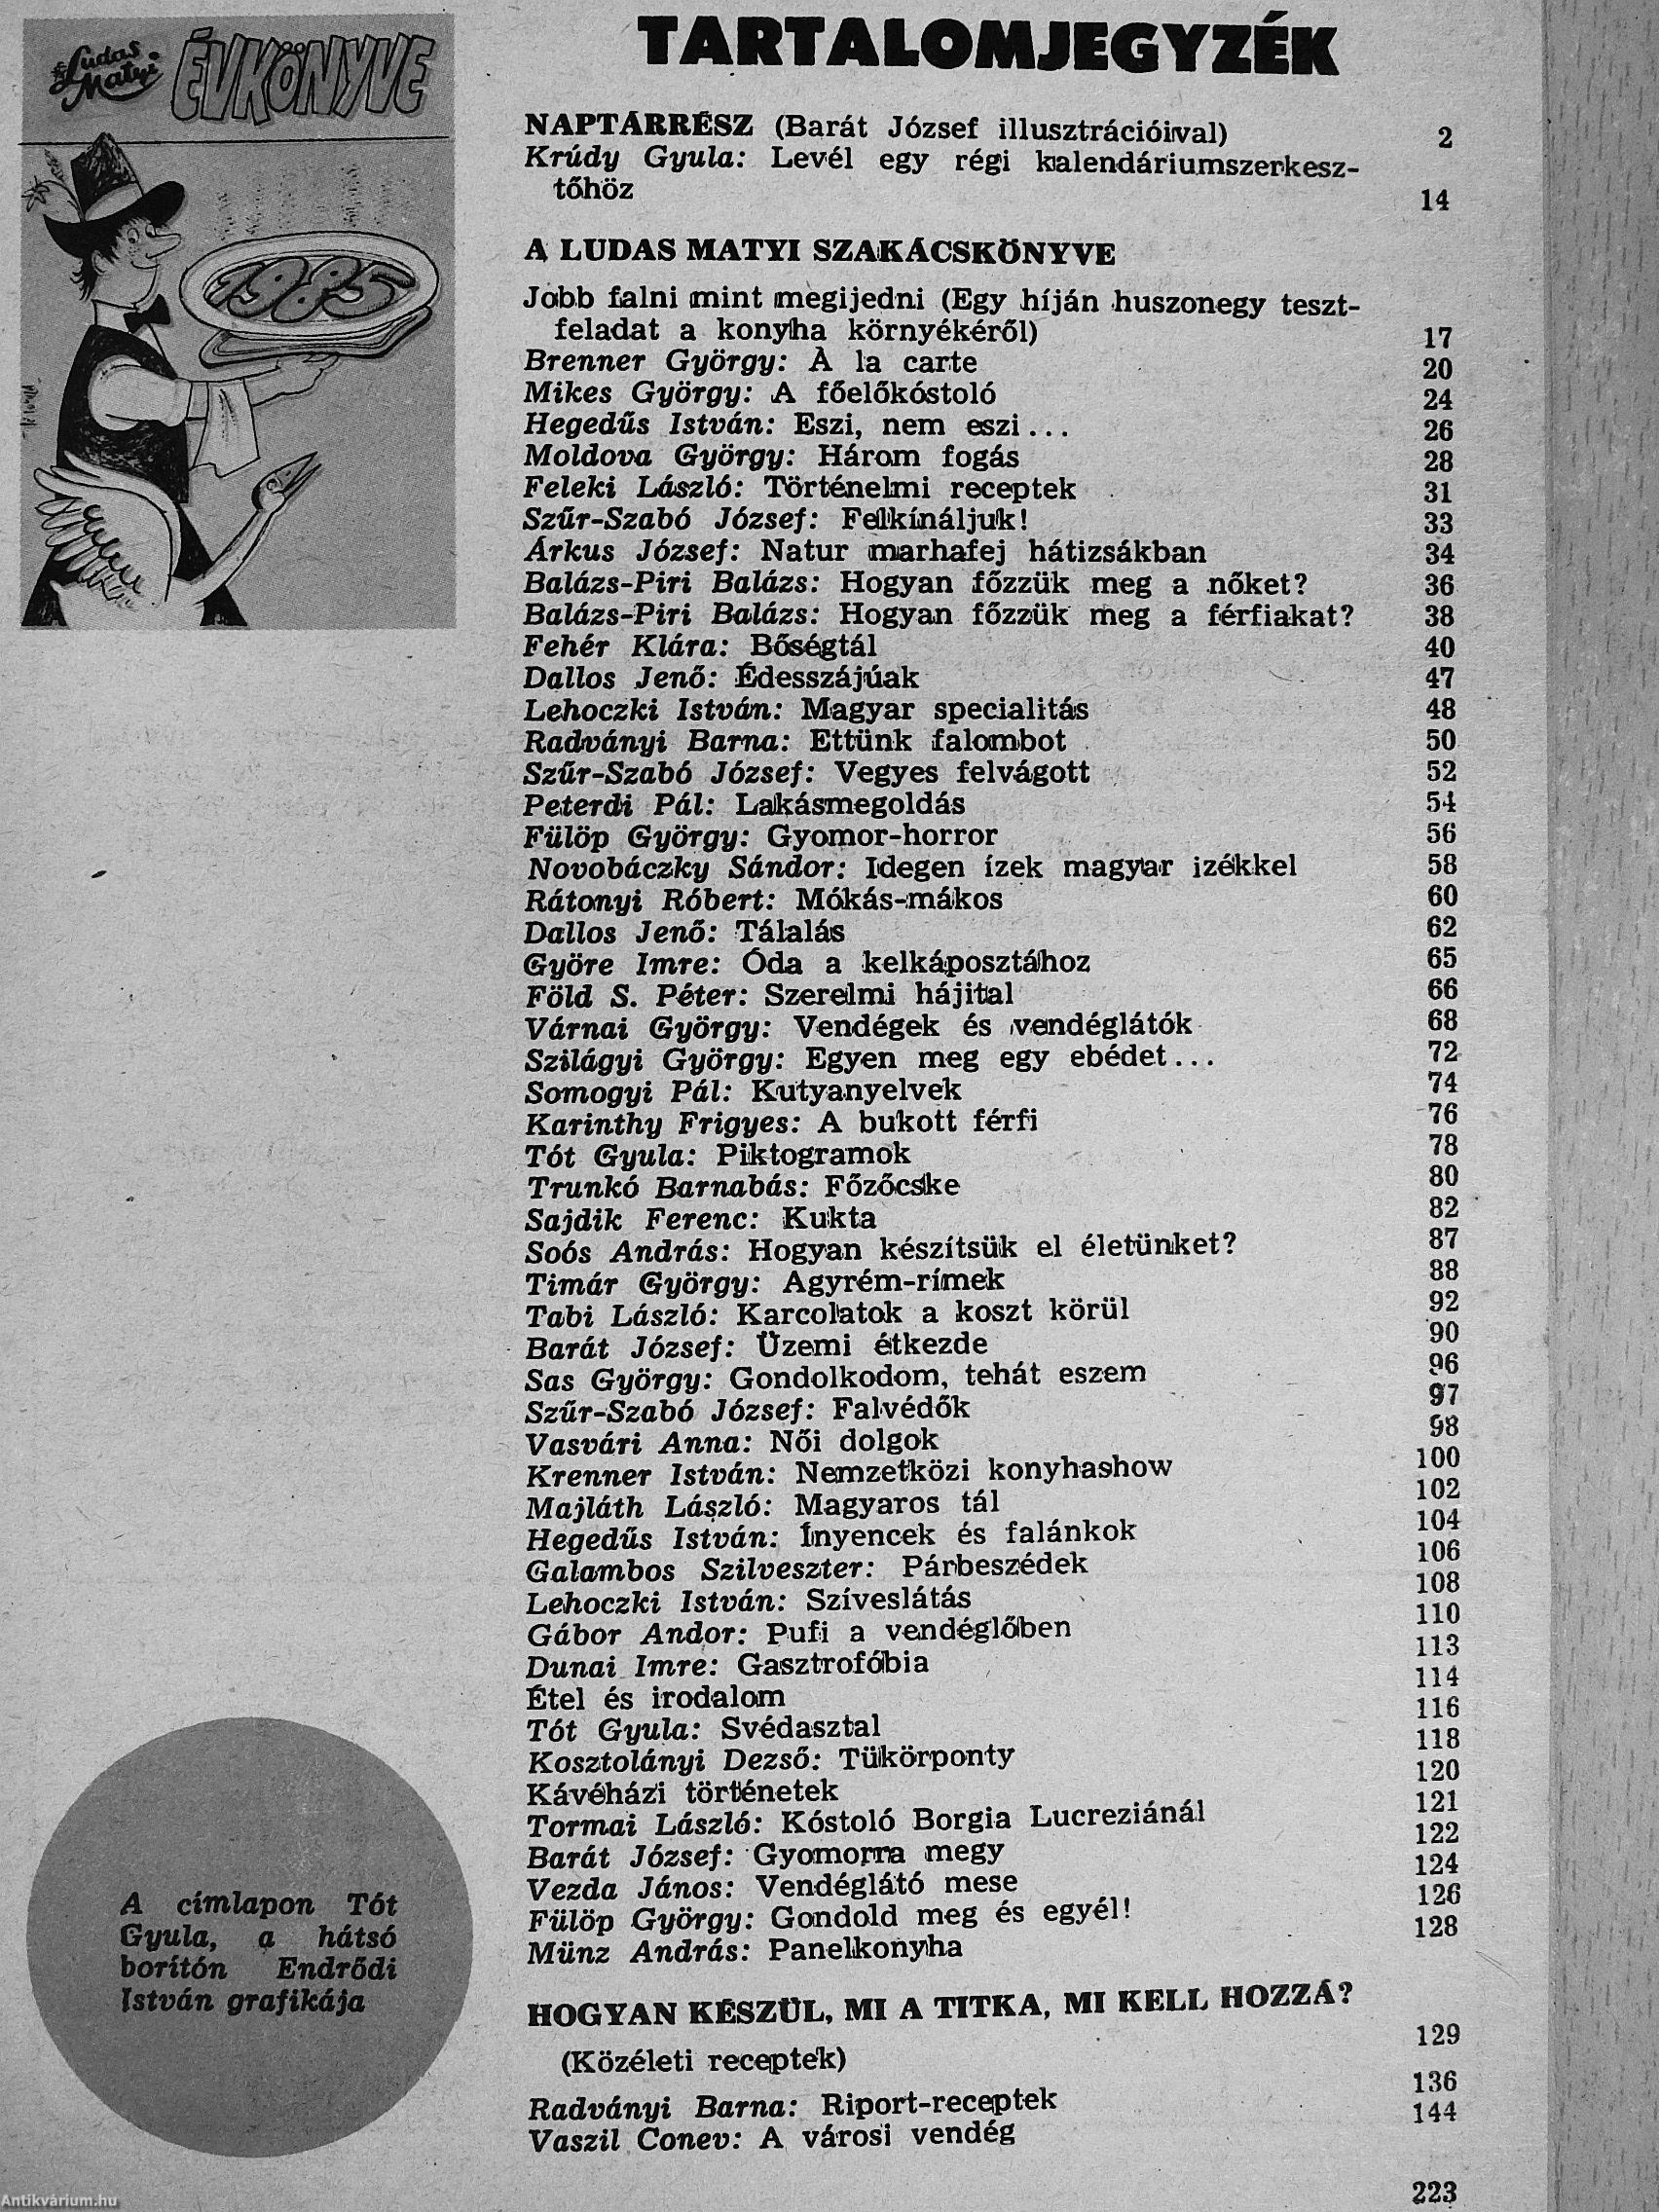 Ludas Matyi ÉVKÖNYVE
1985
TARTALOMJEGYZÉK
NAPTÁRRÉSZ (Barát József illusztrációival) 2
Krúdy Gyula: Levél egy régi kalendáriumszerkesz-
tőhöz 14
A LUDAS MATYI SZAKÁCSKÖNYVE
Jobb falni mint megijedni (Egy híján huszonegy teszt-
feladat a konyha környékéről) 17
Brenner György: À la carte 20
Mikes György: A főelőkóstoló 24
Hegedűs István: Eszi, nem eszi... 26
Moldova György: Három fogás 28
Feleki László: Történelmi receptek 31
Szűr-Szabó József: Felkínáljuk! 33
Árkus József: Natur marhafej hátizsákban 34
Balázs-Piri Balázs: Hogyan főzzük meg a nőket? 36
Balázs-Piri Balázs: Hogyan főzzük meg a férfiakat? 38
Fehér Klára: Bőségtál 40
Dallos Jenő: Édesszájúak 47
Lehoczki István: Magyar specialitás 48
Radványi Barna: Ettünk falombot 50
Szűr-Szabó József: Vegyes felvágott 52
Peterdi Pál: Lakásmegoldás 54
Fülöp György: Gyomor-horror 56
Novobáczky Sándor: Idegen ízek magyar izékkel 58
Rátonyi Róbert: Mókás-mákos 60
Dallos Jenő: Tálalás 62
Györe Imre: Óda a kelkáposztához 65
Föld S. Péter: Szerelmi hájital 66
Várnai György: Vendégek és vendéglátók 68
Szilágyi György: Egyen meg egy ebédet... 72
Somogyi Pál: Kutyanyelvek 74
Karinthy Frigyes: A bukott férfi 76
Tót Gyula: Piktogramok 78
Trunkó Barnabás: Főzőcske 80
Sajdik Ferenc: Kukta 82
Soós András: Hogyan készítsük el életünket? 87
Timár György: Agyrém-rímek 88
Tabi László: Karcolatok a koszt körül 92
Barát József: Üzemi étkezde 90
Sas György: Gondolkodom, tehát eszem 96
Szűr-Szabó József: Falvédők 97
Vasvári Anna: Női dolgok 98
Krenner István: Nemzetközi konyhashow 100
Majláth László: Magyaros tál 102
Hegedűs István: Ínyencek és falánkok 104
Galambos Szilveszter: Párbeszédek 106
Lehoczki István: Szíveslátás 108
Gábor Andor: Pufi a vendéglőben 110
Dunai Imre: Gasztrofóbia 113
Étel és irodalom 114
Tót Gyula: Svédasztal 116
Kosztolányi Dezső: Tükörponty 118
Kávéházi történetek 120
Tormai László: Kóstoló Borgia Lucreziánál 121
Barát József: Gyomorra megy 122
Vezda János: Vendéglátó mese 124
Fülöp György: Gondold meg és egyél! 126
Münz András: Panelkonyha 128
HOGYAN KÉSZÜL, MI A TITKA, MI KELL HOZZÁ?
(Közéleti receptek) 129
Radványi Barna: Riport-receptek 136
Vaszil Conev: A városi vendég 144
223
A címlapon Tót
Gyula, a hátsó
borítón Endrődi
István grafikája
Antikvárium.hu